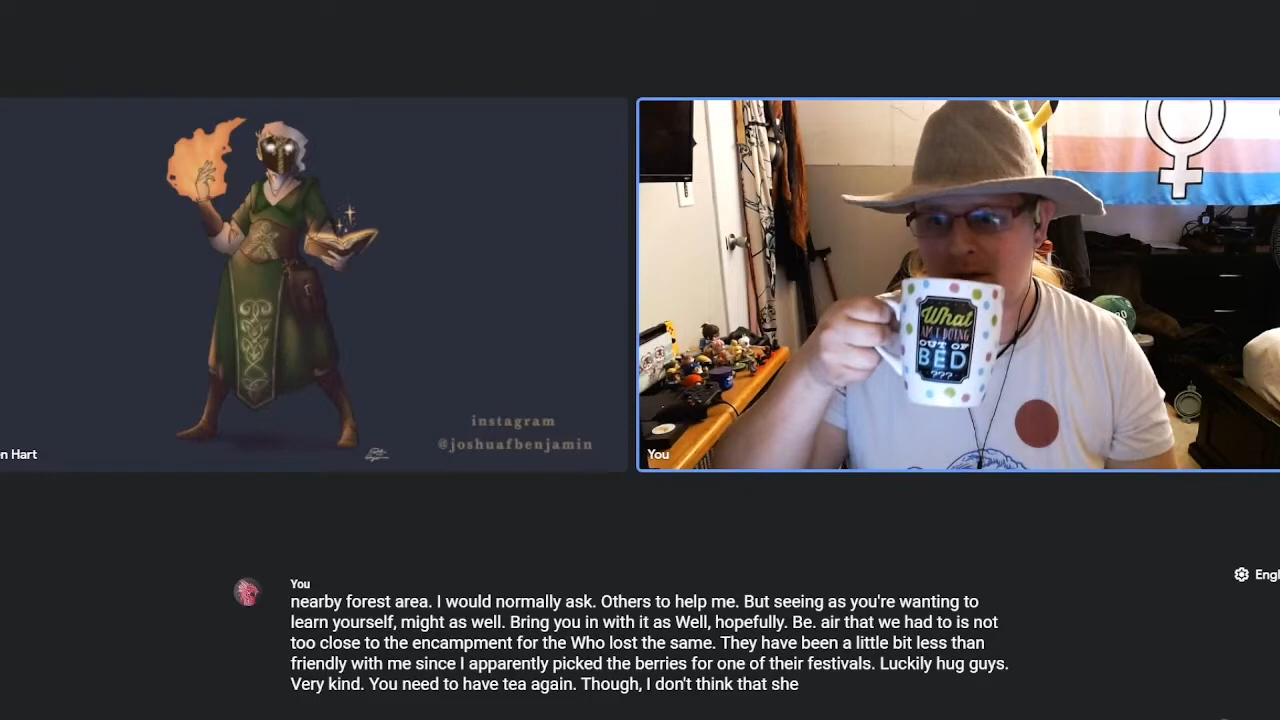 instagram
@joshuafbenjamin
n Hart
What
AM I DOING
OUT OF
BED
???
You
You
Engl
nearby forest area. I would normally ask. Others to help me. But seeing as you're wanting to
learn yourself, might as well. Bring you in with it as Well, hopefully. Be. air that we had to is not
too close to the encampment for the Who lost the same. They have been a little bit less than
friendly with me since I apparently picked the berries for one of their festivals. Luckily hug guys.
Very kind. You need to have tea again. Though, I don't think that she